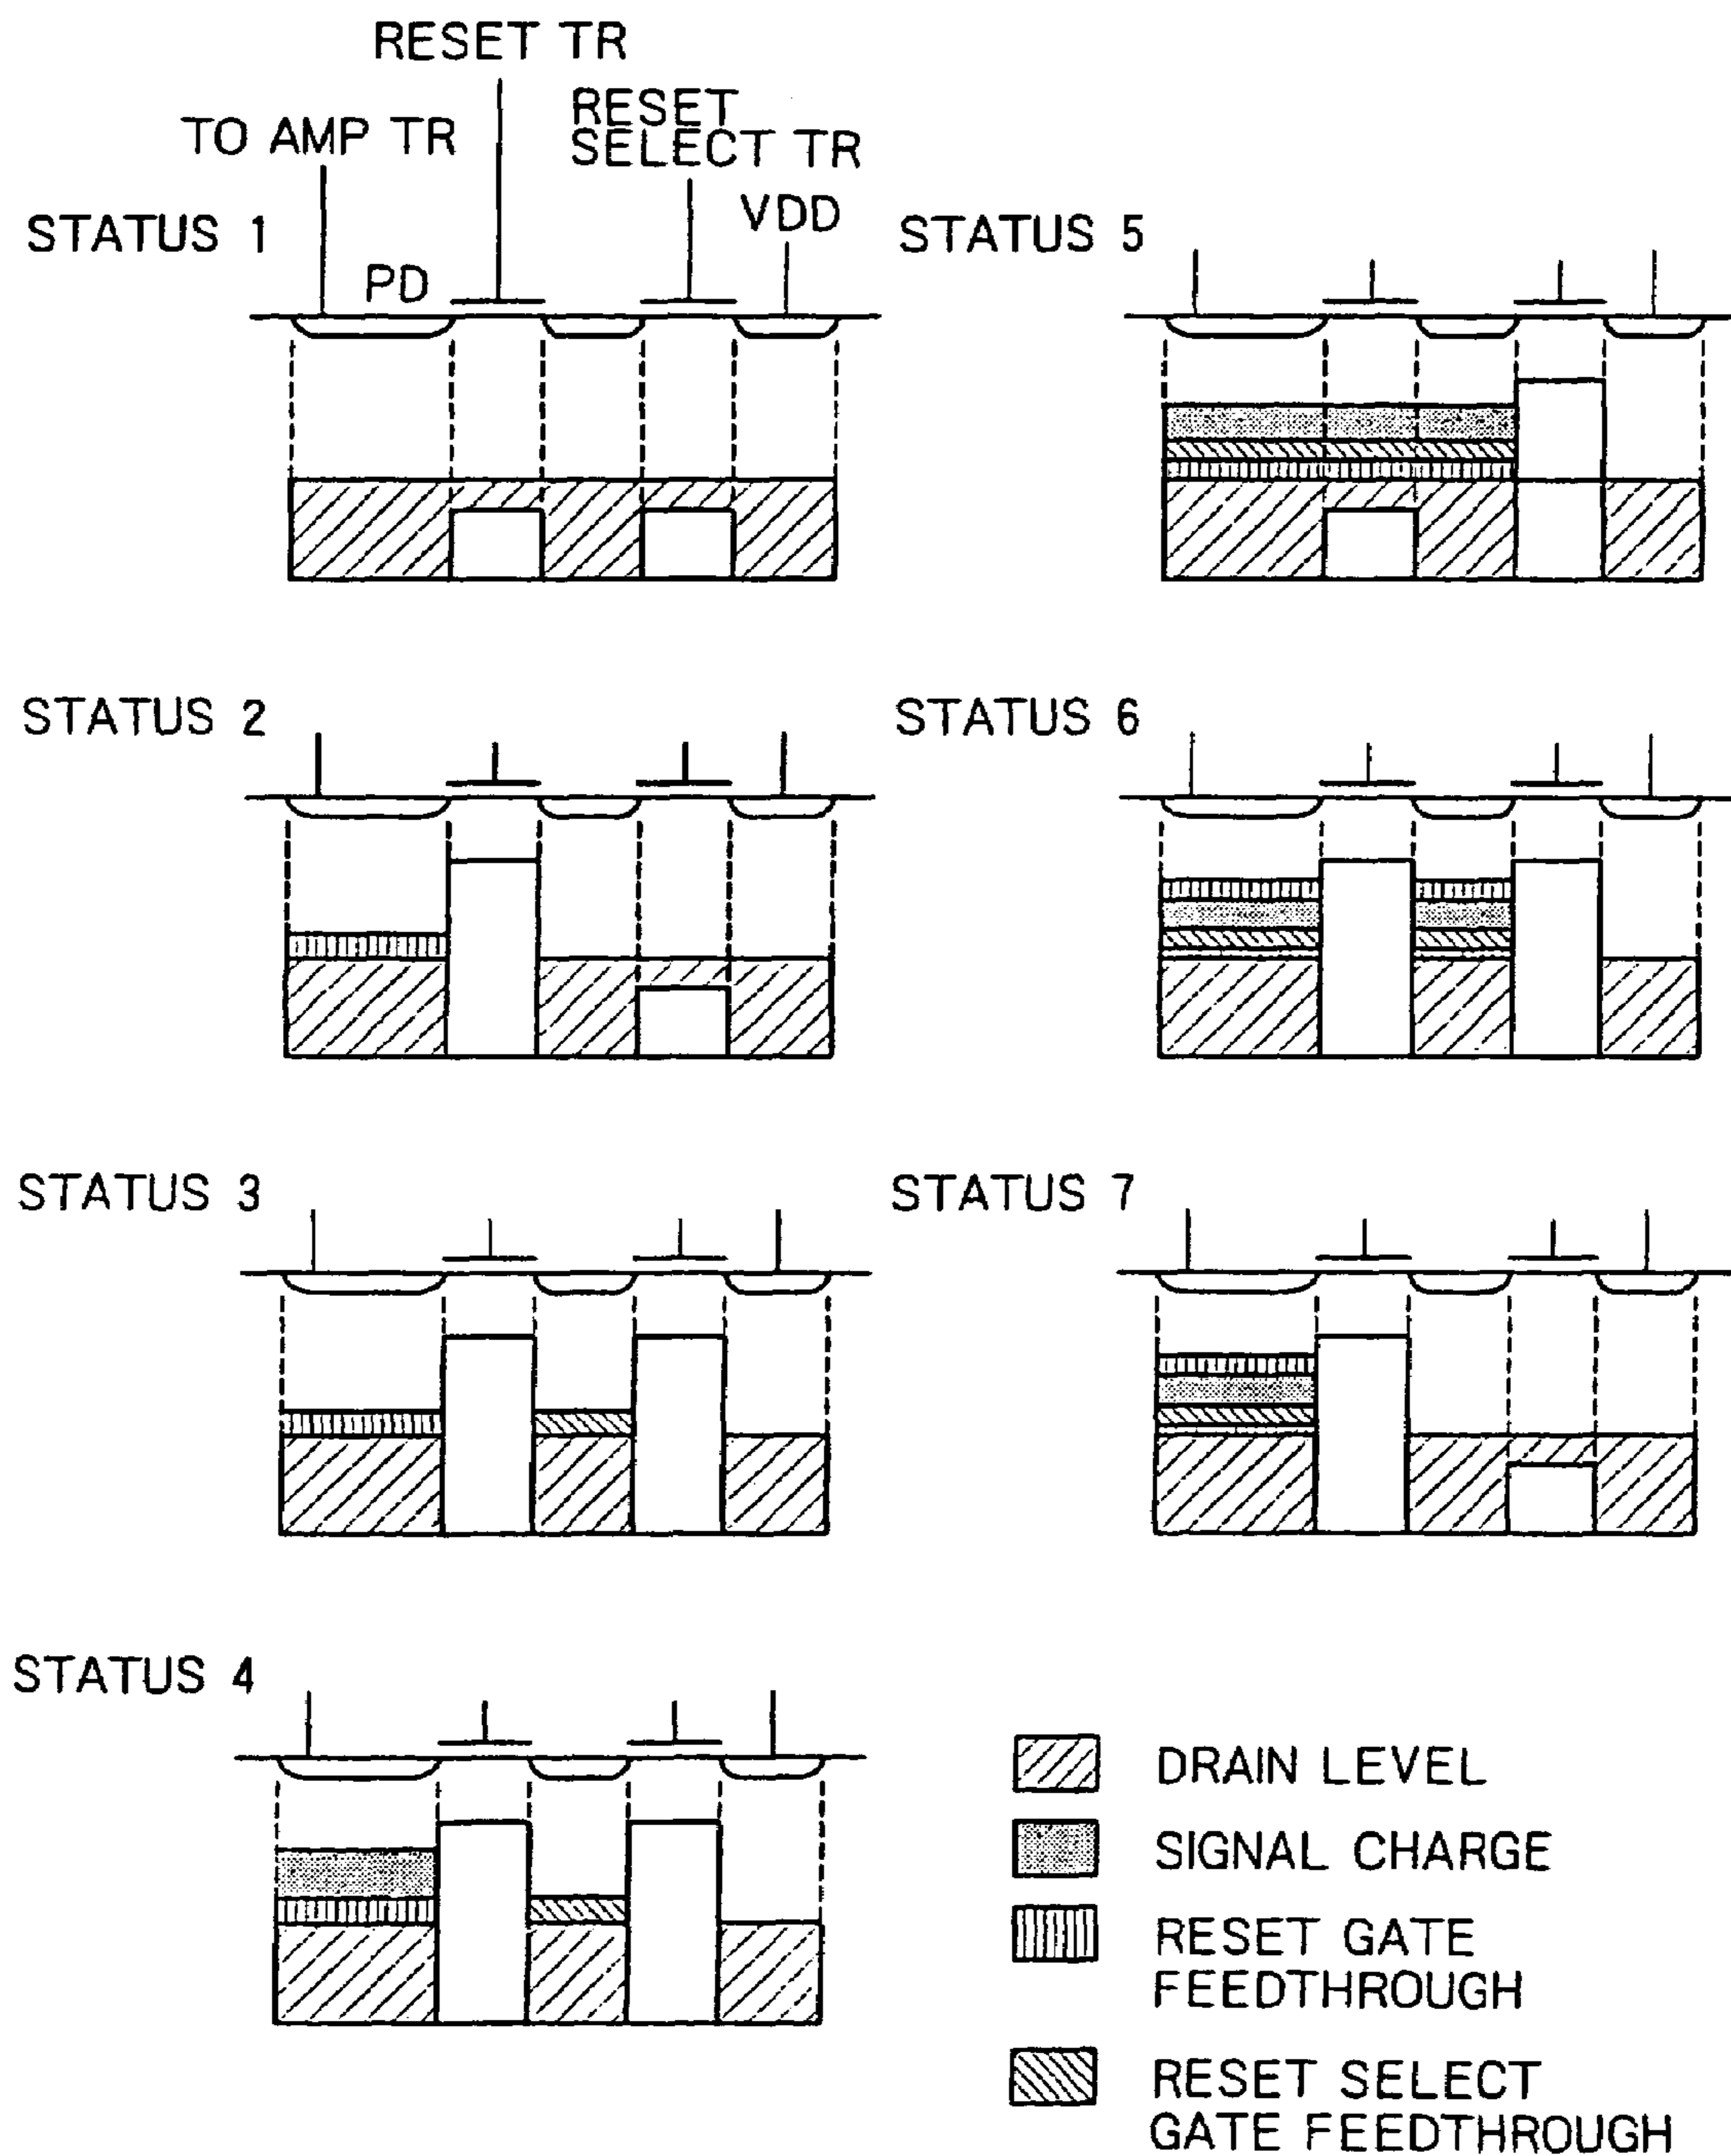 RESET TR
TO AMP TR
RESET
SELECT TR
VDD
STATUS 1
PD
STATUS 5
STATUS 2
STATUS 6
STATUS 3
STATUS 7
STATUS 4
DRAIN LEVEL
SIGNAL CHARGE
RESET GATE
FEEDTHROUGH
RESET SELECT
GATE FEEDTHROUGH